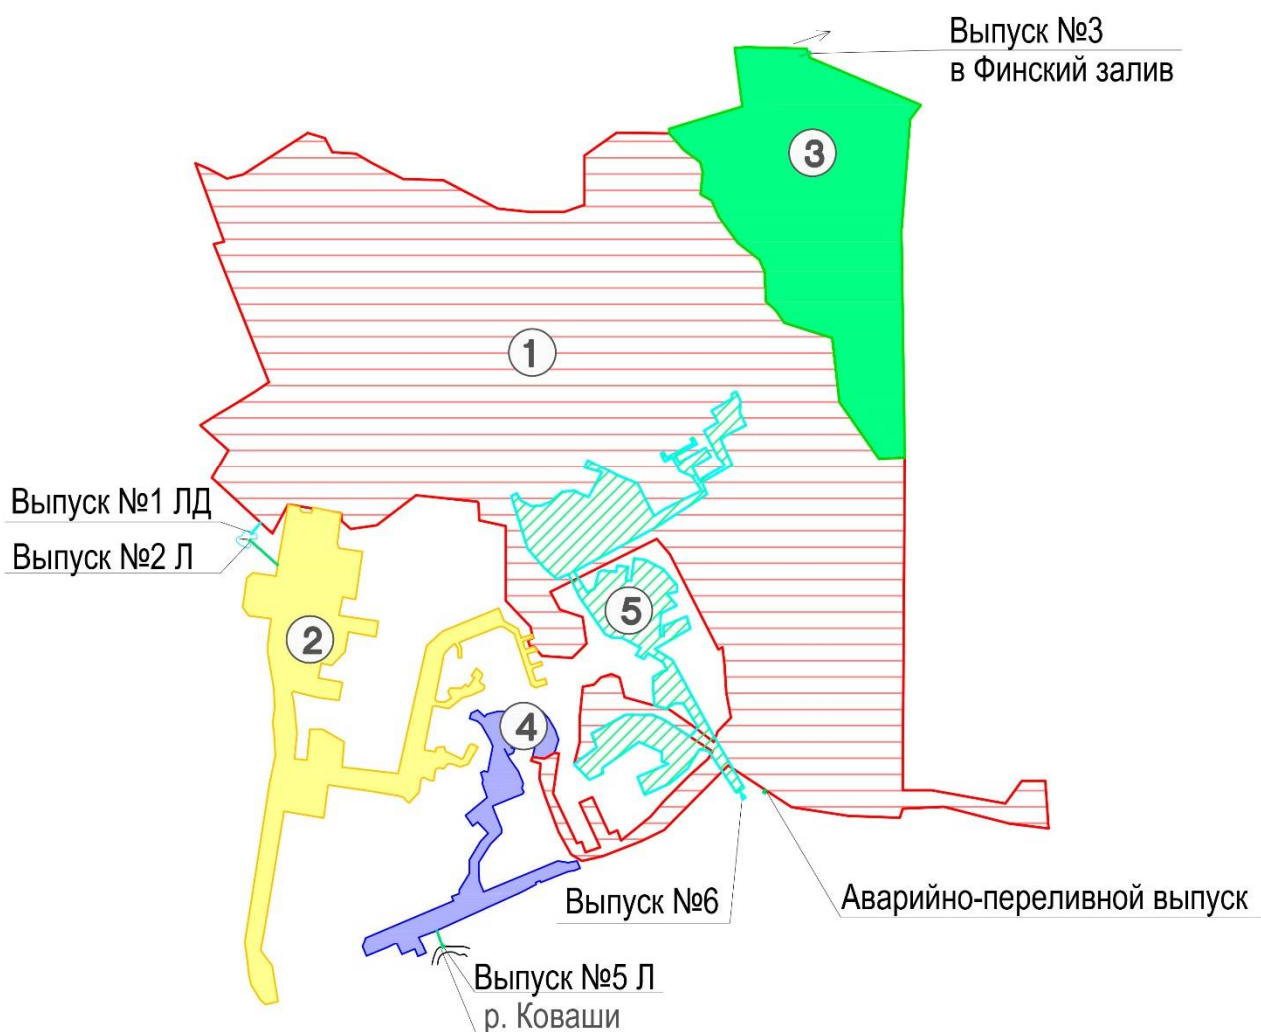 Выпуск №3
в Финский залив
3
1
Выпуск №1 ЛД
Выпуск №2 Л
5
2
4
Выпуск №6
Аварийно-переливной выпуск
Выпуск №5 Л
р. Коваши